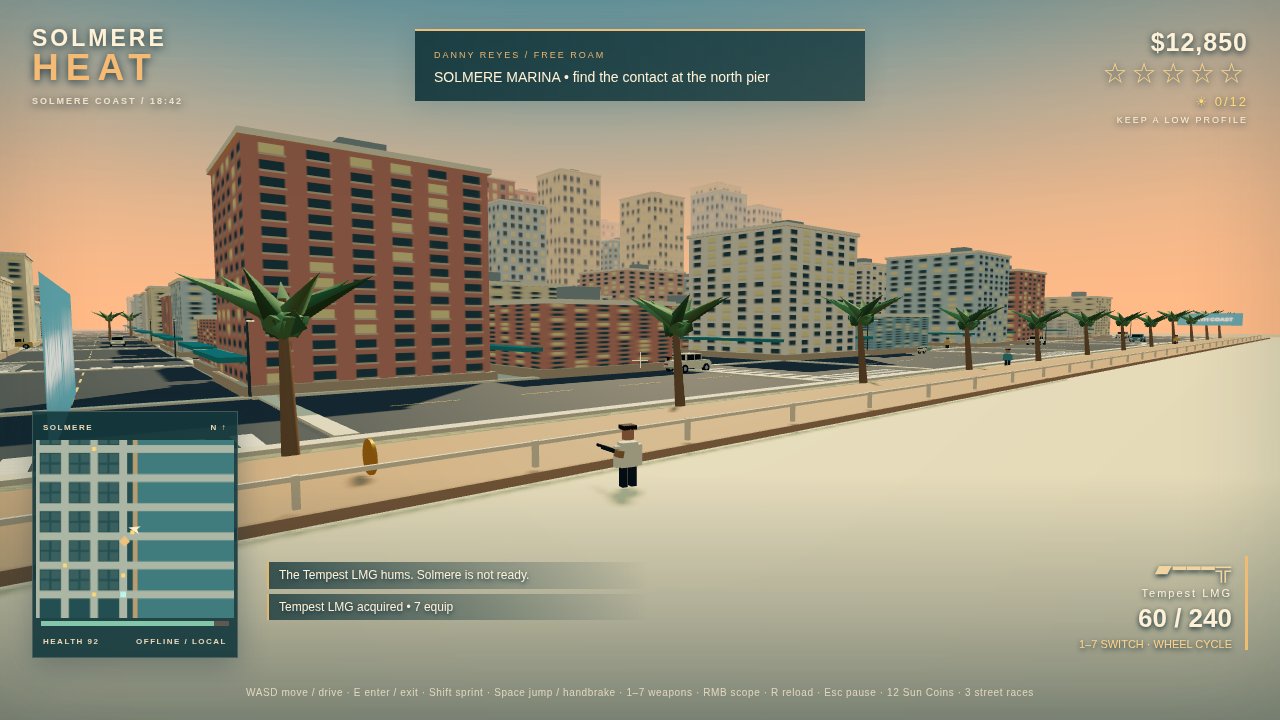 SOLMERE
HEAT
SOLMERE COAST / 18:42
DANNY REYES / FREE ROAM
SOLMERE MARINA • find the contact at the north pier
$12,850
☆☆☆☆☆
☀ 0/12
KEEP A LOW PROFILE
COAST
SOLMERE N ↑
HEALTH 92 OFFLINE / LOCAL
The Tempest LMG hums. Solmere is not ready.
Tempest LMG acquired • 7 equip
Tempest LMG
60 / 240
1–7 SWITCH · WHEEL CYCLE
WASD move / drive · E enter / exit · Shift sprint · Space jump / handbrake · 1–7 weapons · RMB scope · R reload · Esc pause · 12 Sun Coins · 3 street races